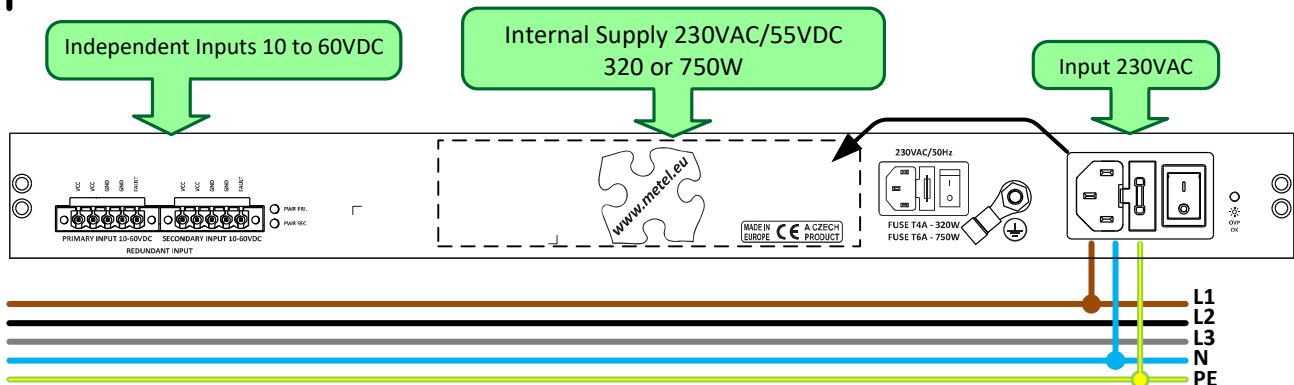 Independent Inputs 10 to 60VDC
Internal Supply 230VAC/55VDC
320 or 750W
Input 230VAC
VCC
VCC
GND
GND
FAULT
VCC
VCC
GND
GND
FAULT
PWR PRI.
PWR SEC.
PRIMARY INPUT 10-60VDC
SECONDARY INPUT 10-60VDC
REDUNDANT INPUT
www.metel.eu
MADE IN
EUROPE
CE
A CZECH
PRODUCT
230VAC/50Hz
FUSE T4A - 320W
FUSE T6A - 750W
OVP
OK
L1
L2
L3
N
PE